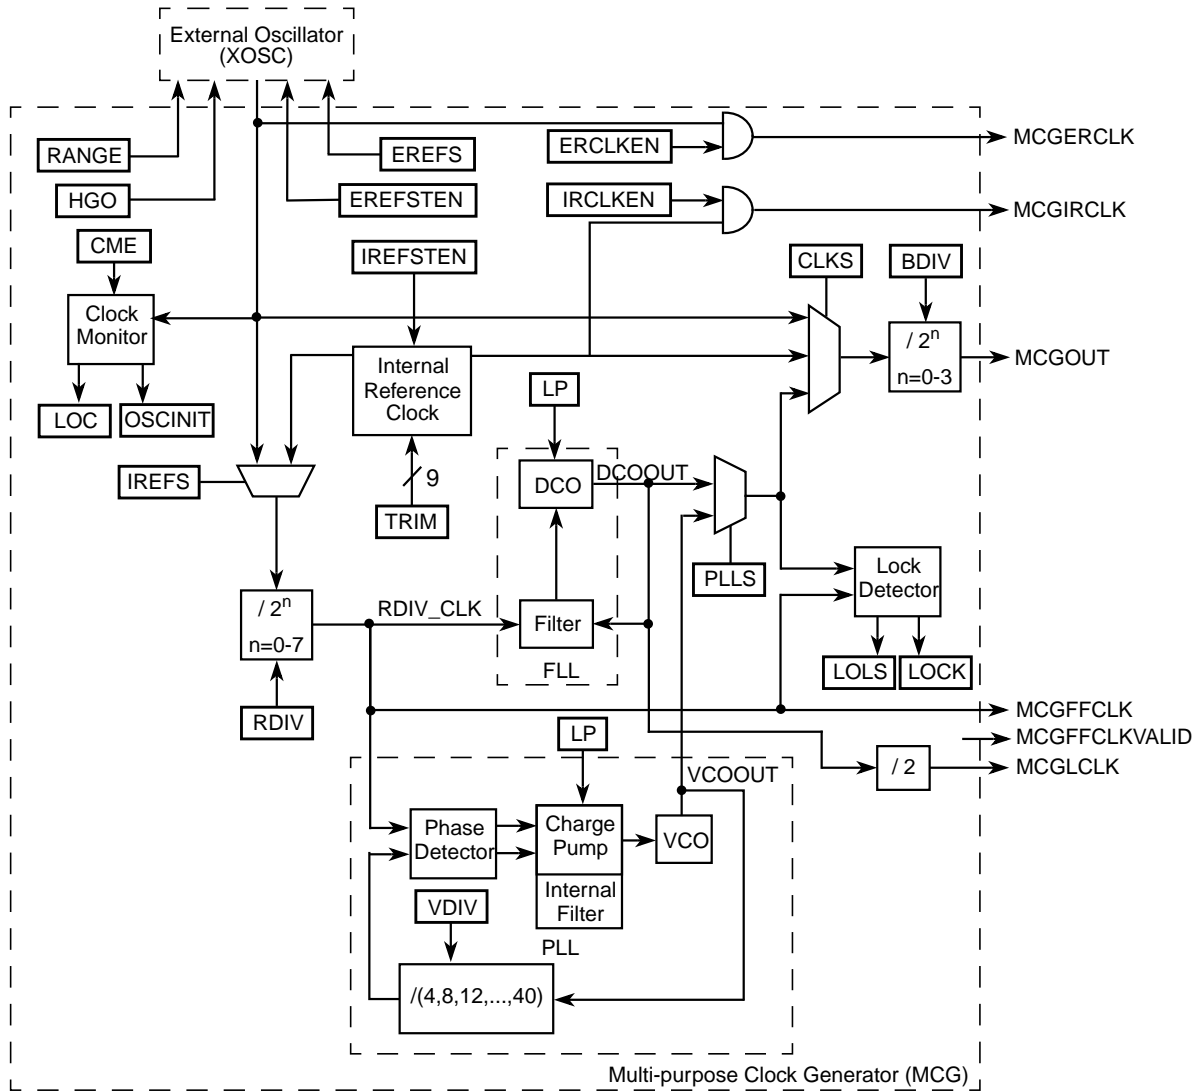 External Oscillator
(XOSC)
RANGE
HGO
EREFS
EREFSTEN
ERCLKEN
IRCLKEN
MCGERCLK
MCGIRCLK
CME
IREFSTEN
CLKS
BDIV
Clock
Monitor
LOC
OSCINIT
Internal
Reference
Clock
/ 2n
n=0-3
MCGOUT
LP
IREFS
9
TRIM
DCO
DCOOUT
PLLS
Lock
Detector
LOLS
LOCK
/ 2n
n=0-7
RDIV_CLK
Filter
FLL
RDIV
MCGFFCLK
MCGFFCLKVALID
MCGLCLK
/ 2
LP
VCOOUT
Phase
Detector
Charge
Pump
VCO
Internal
Filter
VDIV
PLL
/(4,8,12,...,40)
Multi-purpose Clock Generator (MCG)